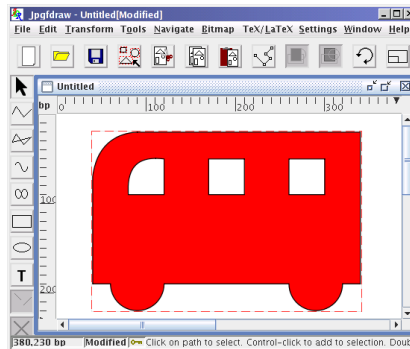 Jpgfdraw - Untitled[Modified]
File Edit Transform Tools Navigate Bitmap TeX/LaTeX Settings Window Help
Untitled
bp 0 100 200 300
100
200
T
380,230 bp Modified Click on path to select. Control-click to add to selection. Doub